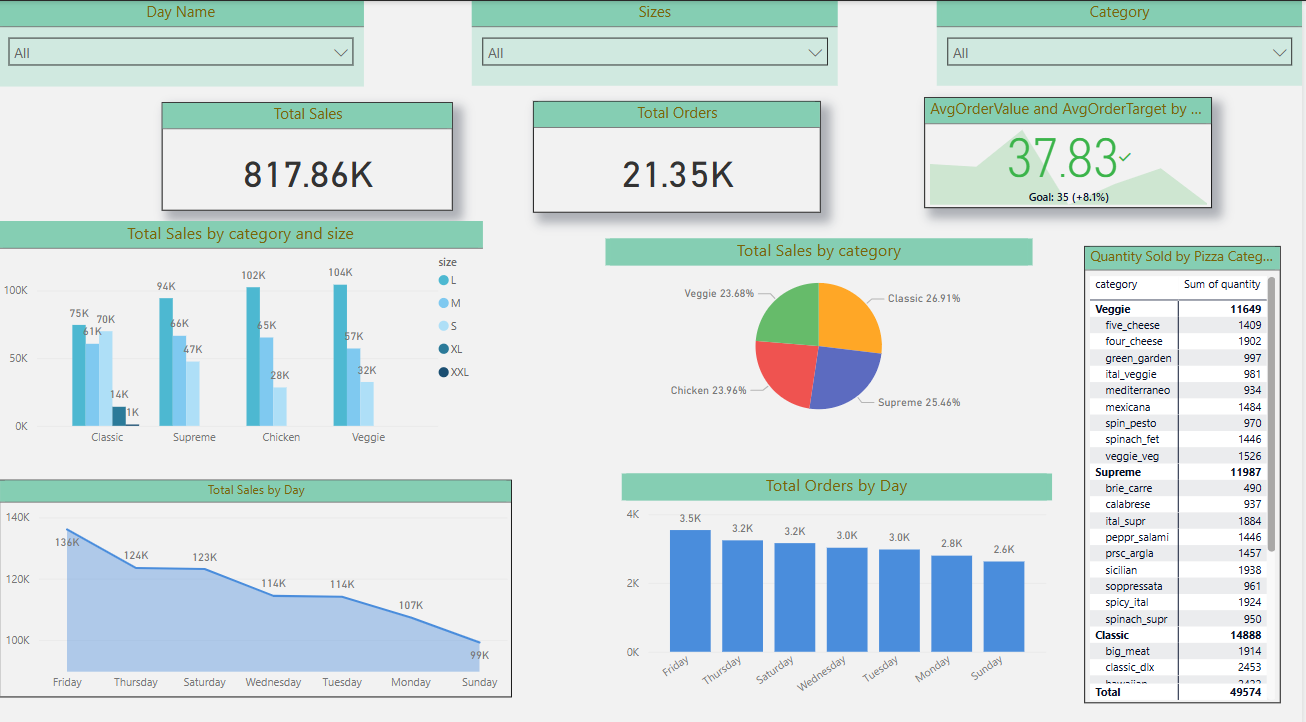 Day Name
Sizes
Category
All
All
All
Total Sales
817.86K
Total Orders
21.35K
AvgOrderValue and AvgOrderTarget by ...
37.83
Goal: 35 (+8.1%)
Total Sales by category and size
size
L
M
S
XL
XXL
100K
50K
0K
75K
61K
70K
14K
1K
94K
66K
47K
102K
65K
28K
104K
57K
32K
Classic
Supreme
Chicken
Veggie
Total Sales by category
Veggie 23.68%
Classic 26.91%
Chicken 23.96%
Supreme 25.46%
Quantity Sold by Pizza Categ...
category Sum of quantity
Veggie 11649
five_cheese 1409
four_cheese 1902
green_garden 997
ital_veggie 981
mediterraneo 934
mexicana 1484
spin_pesto 970
spinach_fet 1446
veggie_veg 1526
Supreme 11987
brie_carre 490
calabrese 937
ital_supr 1884
peppr_salami 1446
prsc_argla 1457
sicilian 1938
soppressata 961
spicy_ital 1924
spinach_supr 950
Classic 14888
big_meat 1914
classic_dlx 2453
Total 49574
Total Sales by Day
140K
120K
100K
136K
124K
123K
114K
114K
107K
99K
Friday
Thursday
Saturday
Wednesday
Tuesday
Monday
Sunday
Total Orders by Day
4K
2K
0K
3.5K
3.2K
3.2K
3.0K
3.0K
2.8K
2.6K
Friday
Thursday
Saturday
Wednesday
Tuesday
Monday
Sunday